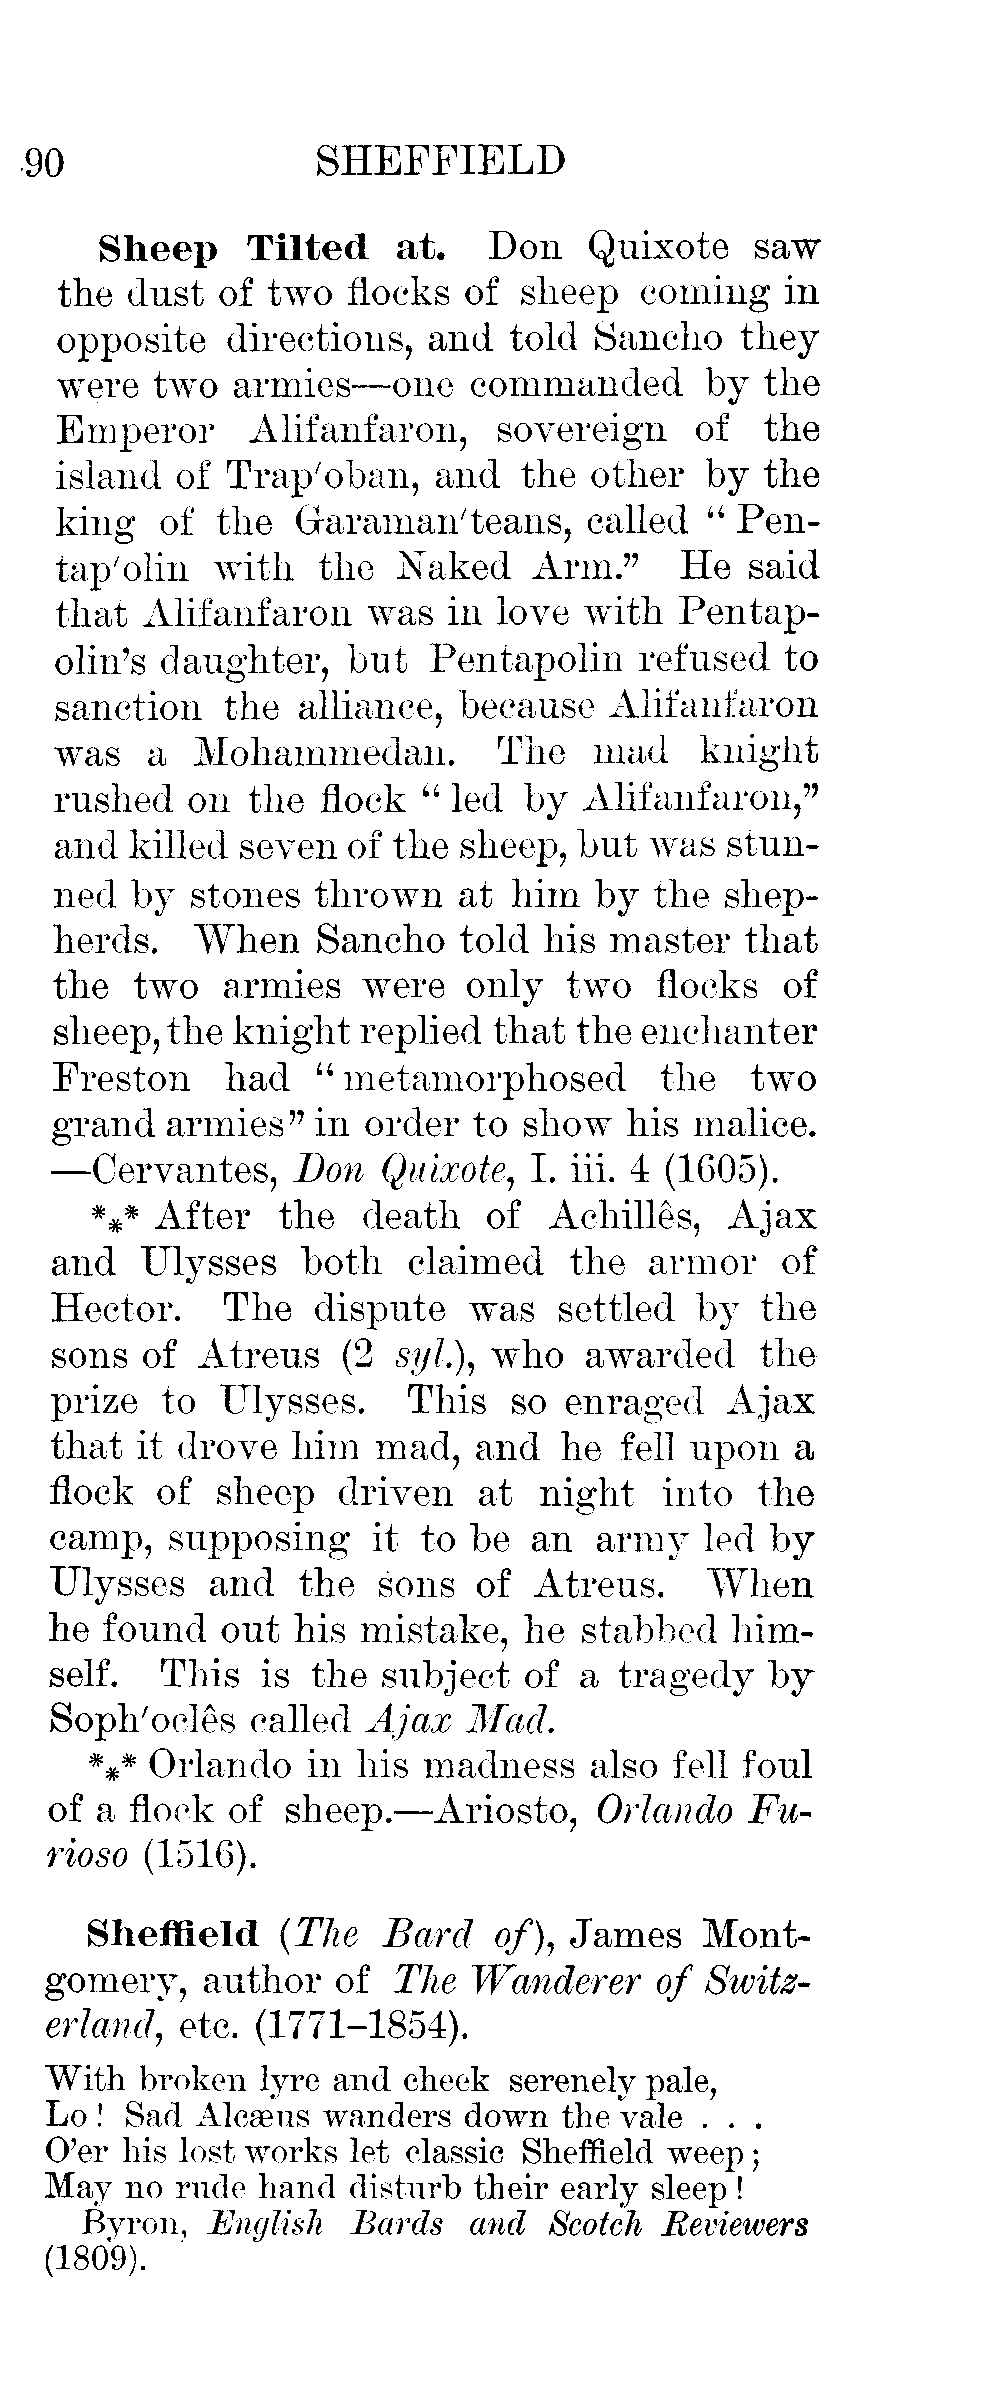 90 SHEFFIELD
Sheep Tilted at. Don Quixote saw
the dust of two flocks of sheep coming in
opposite directions, and told Sancho they
were two armies—one commanded by the
Emperor Alifanfaron, sovereign of the
island of Trap'oban, and the other by the
king of the Garaman'teans, called “Pen-
tap'olin with the Naked Arm.” He said
that Alifanfaron was in love with Pentap-
olin’s daughter, but Pentapolin refused to
sanction the alliance, because Alifanfaron
was a Mohammedan. The mad knight
rushed on the flock “led by Alifanfaron,”
and killed seven of the sheep, but was stun-
ned by stones thrown at him by the shep-
herds. When Sancho told his master that
the two armies were only two flocks of
sheep, the knight replied that the enchanter
Freston had “metamorphosed the two
grand armies” in order to show his malice.
—Cervantes, Don Quixote, I. iii. 4 (1605).
*⁎* After the death of Achillês, Ajax
and Ulysses both claimed the armor of
Hector. The dispute was settled by the
sons of Atreus (2 syl.), who awarded the
prize to Ulysses. This so enraged Ajax
that it drove him mad, and he fell upon a
flock of sheep driven at night into the
camp, supposing it to be an army led by
Ulysses and the sons of Atreus. When
he found out his mistake, he stabbed him-
self. This is the subject of a tragedy by
Soph'oclês called Ajax Mad.
*⁎* Orlando in his madness also fell foul
of a flock of sheep.—Ariosto, Orlando Fu-
rioso (1516).
Sheffield (The Bard of), James Mont-
gomery, author of The Wanderer of Switz-
erland, etc. (1771–1854).
With broken lyre and cheek serenely pale,
Lo! Sad Alcæus wanders down the vale . . .
O’er his lost works let classic Sheffield weep;
May no rude hand disturb their early sleep!
Byron, English Bards and Scotch Reviewers
(1809).